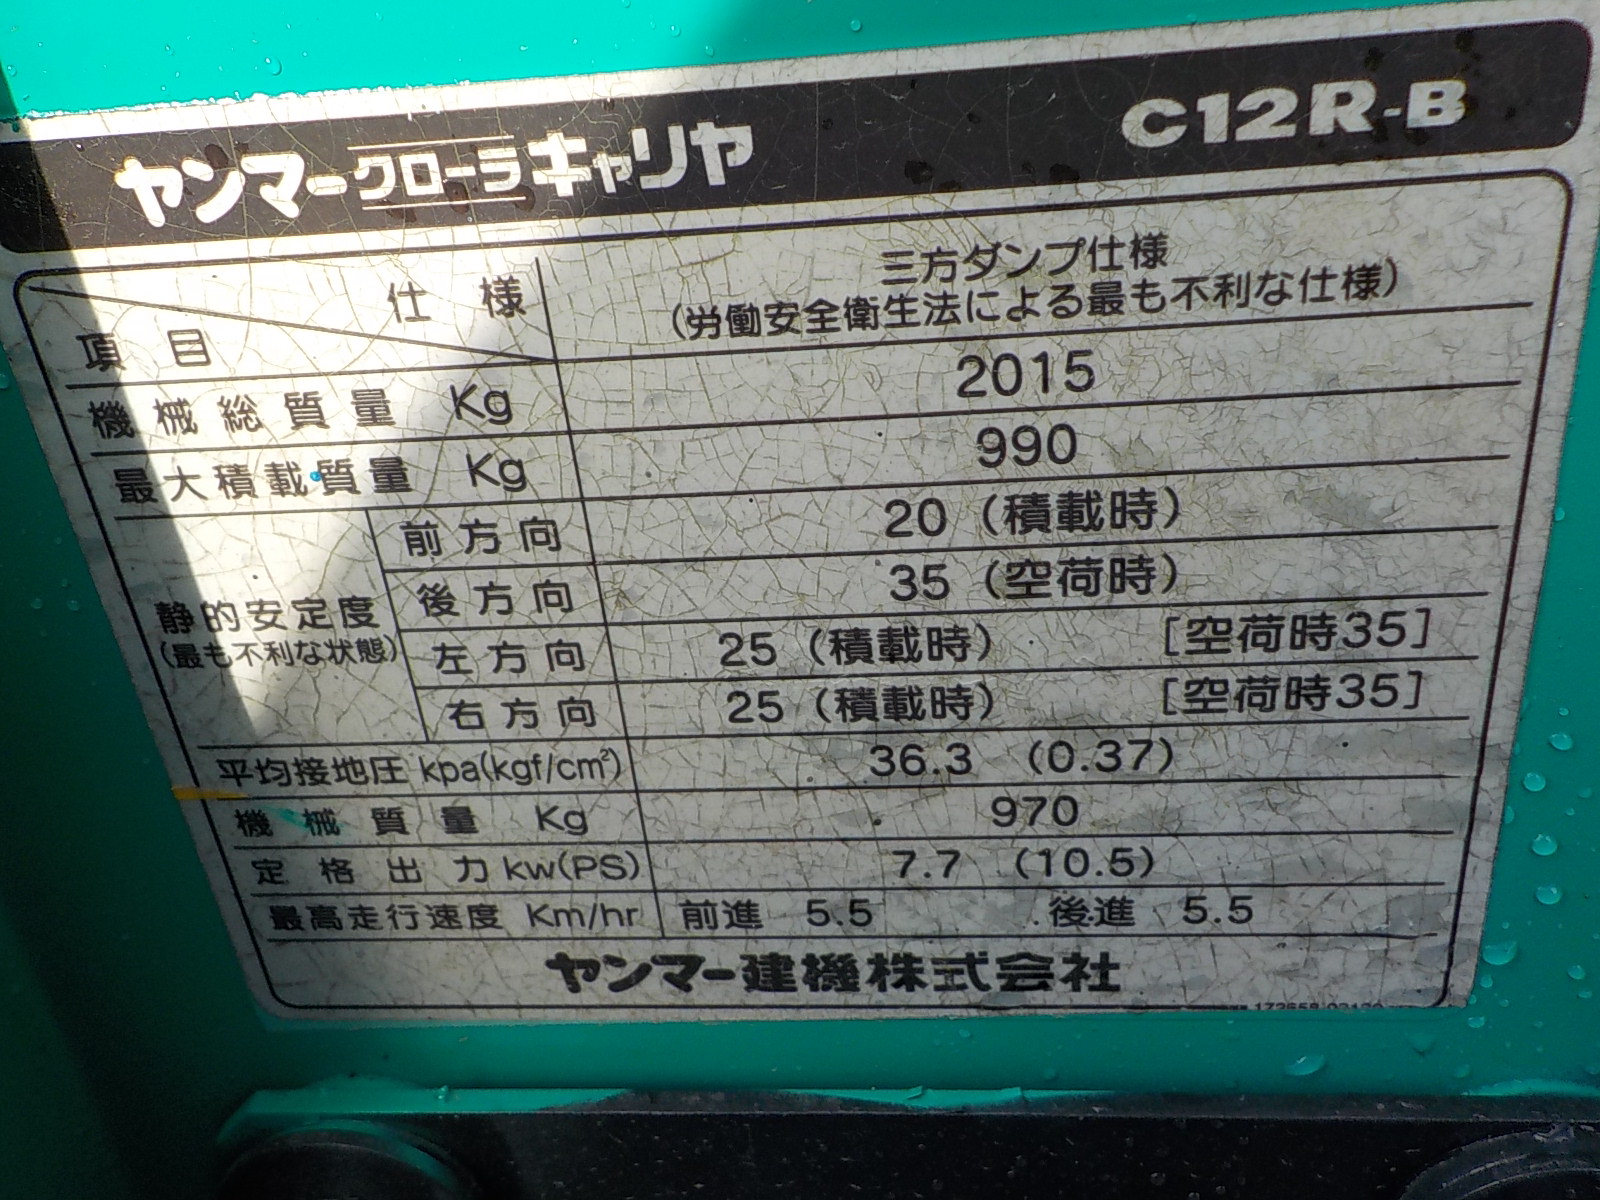 ヤンマークローラキャリヤ C12R-B
仕様 三方ダンプ仕様
項目 (労働安全衛生法による最も不利な仕様)
機械総質量 Kg 2015
最大積載質量 Kg 990
前方向 20 (積載時)
後方向 35 (空荷時)
静的安定度
(最も不利な状態)
左方向 25 (積載時) [空荷時35]
右方向 25 (積載時) [空荷時35]
平均接地圧 kpa(kgf/cm²) 36.3 (0.37)
機械質量 Kg 970
定格出力 kw(PS) 7.7 (10.5)
最高走行速度 Km/hr 前進 5.5 後進 5.5
ヤンマー建機株式会社